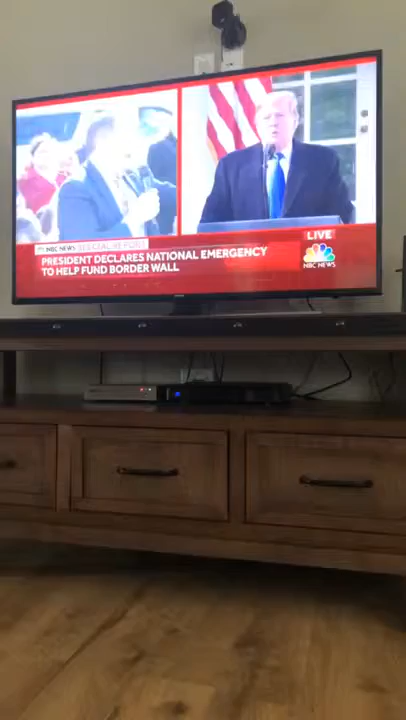 LIVE
NBC NEWS SPECIAL REPORT
PRESIDENT DECLARES NATIONAL EMERGENCY
TO HELP FUND BORDER WALL
NBC NEWS